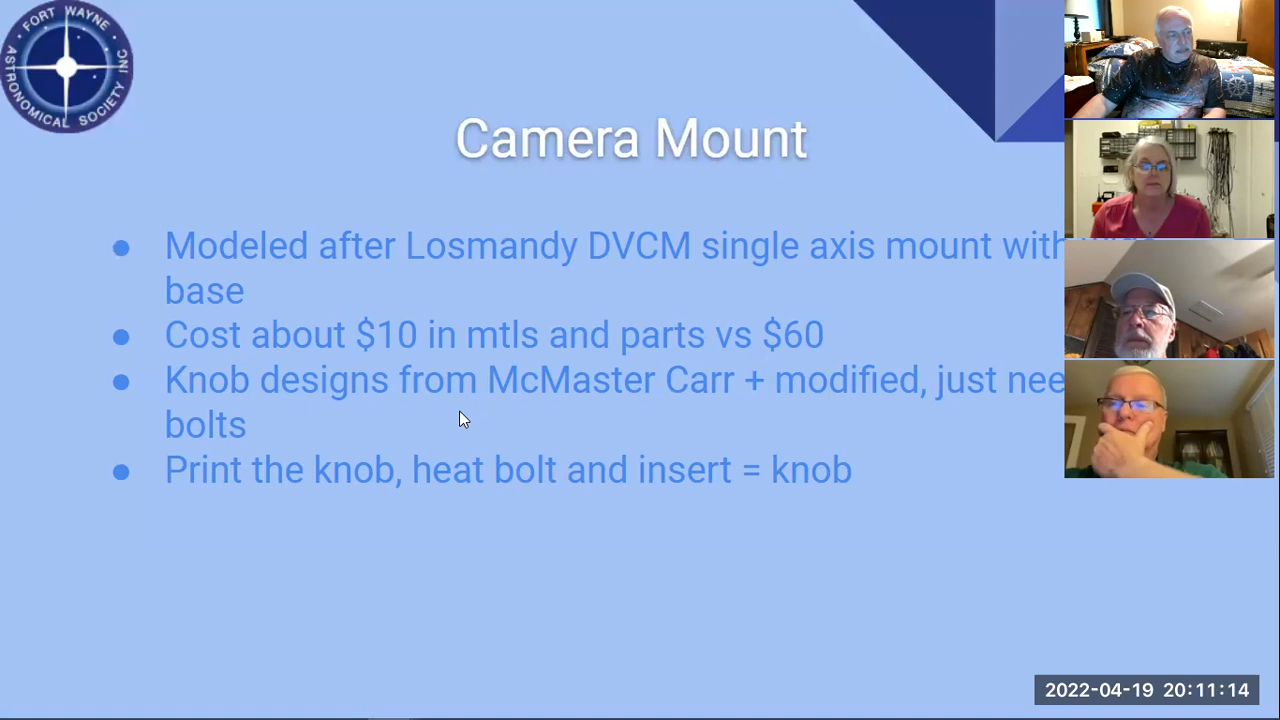 FORT WAYNE
ASTRONOMICAL SOCIETY INC
Camera Mount
● Modeled after Losmandy DVCM single axis mount with
base
● Cost about $10 in mtls and parts vs $60
● Knob designs from McMaster Carr + modified, just nee
bolts
● Print the knob, heat bolt and insert = knob
2022-04-19 20:11:14